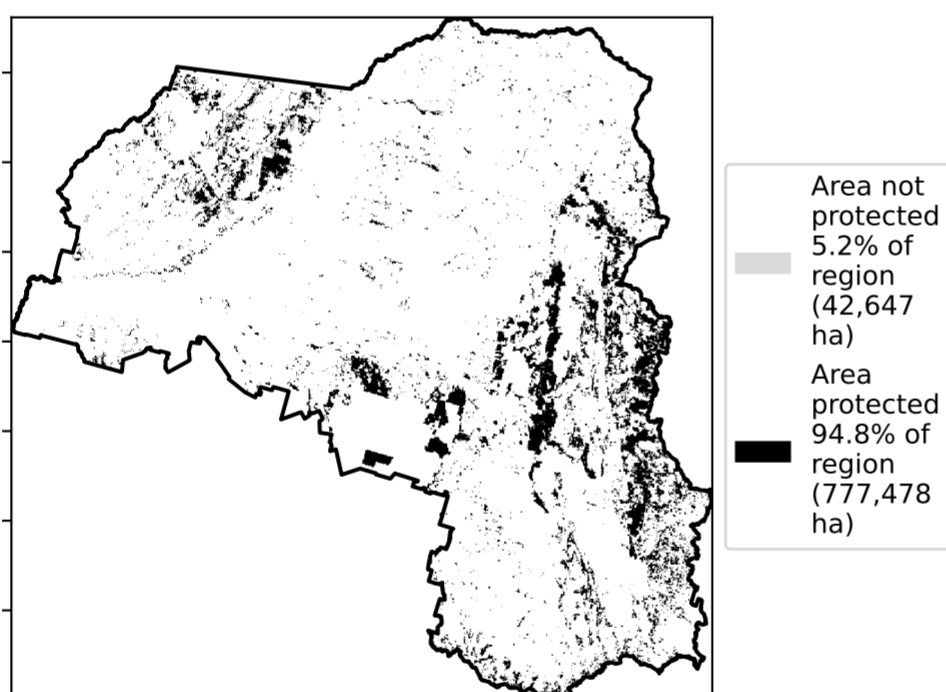 Area not
protected
5.2% of
region
(42,647
ha)
Area
protected
94.8% of
region
(777,478
ha)